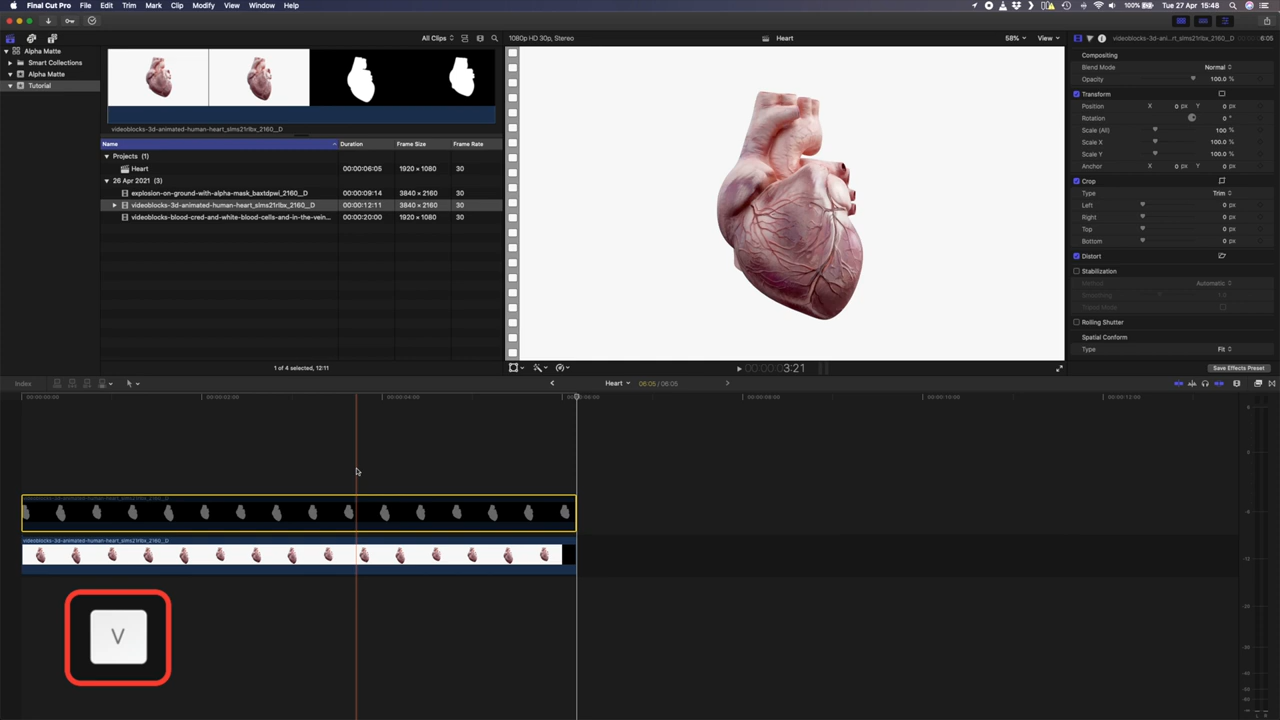 Final Cut Pro File Edit Trim Mark Clip Modify View Window Help
100% Tue 27 Apr 15:48
All Clips
1080p HD 30p, Stereo
Heart
58% View
6:05
Alpha Matte
Smart Collections
Alpha Matte
Tutorial
videoblocks-3d-animated-human-heart_slms21rlbx_2160__D
Name Duration Frame Size Frame Rate
Projects (1)
Heart 00:00:06:05 1920 × 1080 30
26 Apr 2021 (3)
explosion-on-ground-with-alpha-mask_baxtdpwi_2160__D 00:00:09:14 3840 × 2160 30
videoblocks-3d-animated-human-heart_slms21rlbx_2160__D 00:00:12:11 3840 × 2160 30
videoblocks-blood-cred-and-white-blood-cells-and-in-the-vein... 00:00:20:00 1920 × 1080 30
1 of 4 selected, 12:11
3:21
Compositing
Blend Mode Normal
Opacity 100.0 %
Transform
Position X 0 px Y 0 px
Rotation 0 °
Scale (All) 100 %
Scale X 100.0 %
Scale Y 100.0 %
Anchor X 0 px Y 0 px
Crop
Type Trim
Left 0 px
Right 0 px
Top 0 px
Bottom 0 px
Distort
Stabilization
Method Automatic
Smoothing
Tripod Mode
Rolling Shutter
Spatial Conform
Type Fit
Save Effects Preset
Index
Heart 06:05 / 06:05
00:00:00:00 00:00:02:00 00:00:04:00 00:00:06:00 00:00:08:00 00:00:10:00 00:00:12:00
videoblocks-3d-animated-human-heart_slms21rlbx_2160__D
videoblocks-3d-animated-human-heart_slms21rlbx_2160__D
V